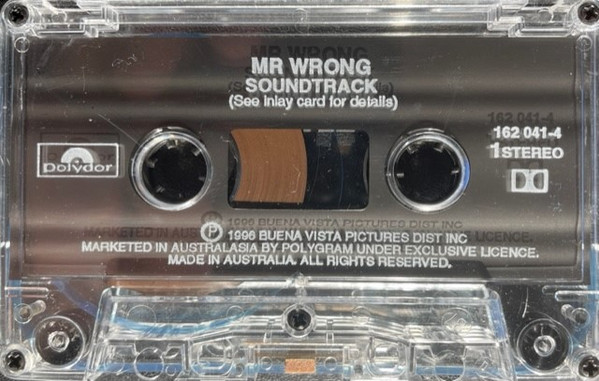 MR WRONG
SOUNDTRACK
(See inlay card for details)
162 041-4
1 STEREO
Polydor
℗ 1996 BUENA VISTA PICTURES DIST INC
MARKETED IN AUSTRALASIA BY POLYGRAM UNDER EXCLUSIVE LICENCE.
MADE IN AUSTRALIA. ALL RIGHTS RESERVED.